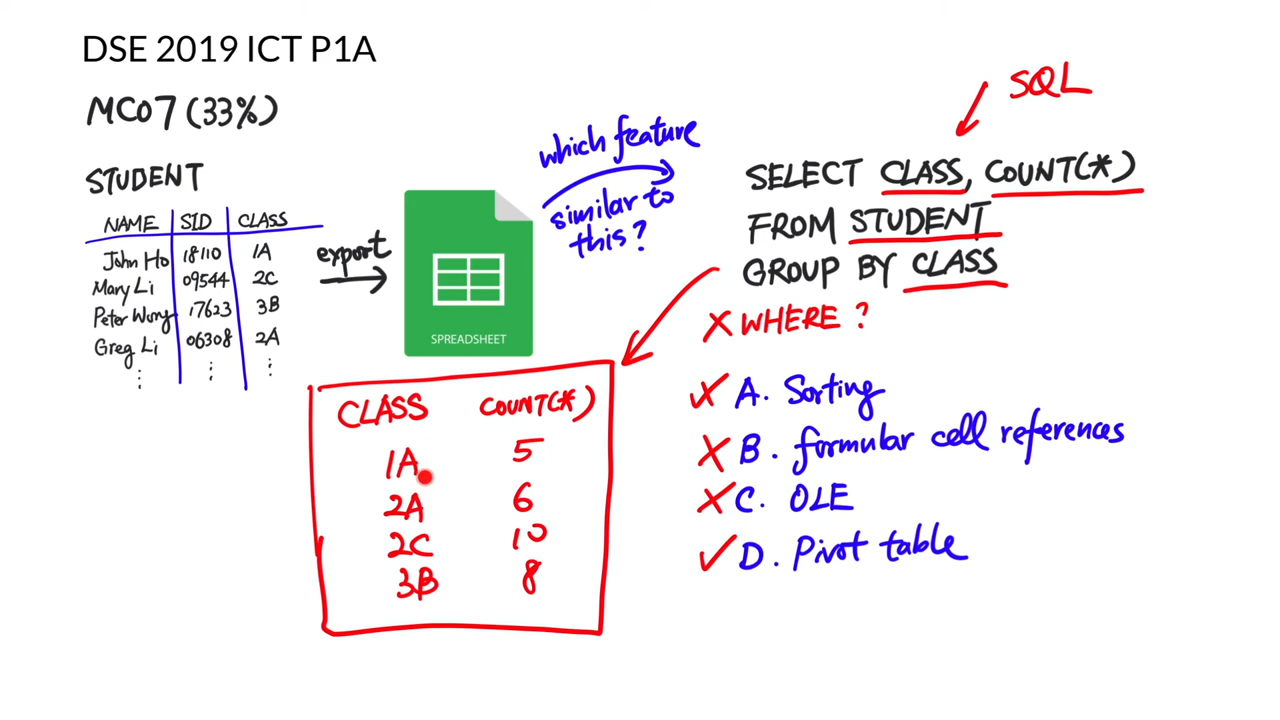 DSE 2019 ICT P1A
MC07 (33%)
STUDENT
NAME SID CLASS
John Ho 18110 1A
Mary Li 09544 2C
Peter Wong 17623 3B
Greg Li 06308 2A
⋮ ⋮ ⋮
export
SPREADSHEET
which feature
similar to
this?
SQL
SELECT CLASS, COUNT(*)
FROM STUDENT
GROUP BY CLASS
✗ WHERE ?
CLASS COUNT(*)
1A 5
2A 6
2C 10
3B 8
✗ A. Sorting
✗ B. formular cell references
✗ C. OLE
✓ D. Pivot table